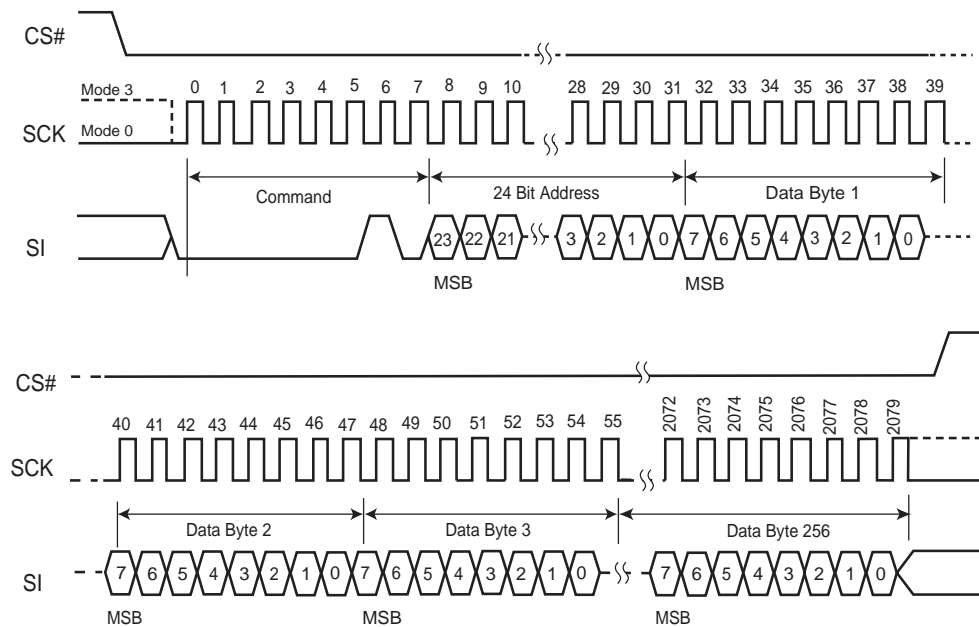 CS#
Mode 3
0 1 2 3 4 5 6 7 8 9 10 28 29 30 31 32 33 34 35 36 37 38 39
SCK
Mode 0
Command
24 Bit Address
Data Byte 1
SI
23 22 21 3 2 1 0 7 6 5 4 3 2 1 0
MSB MSB
CS#
40 41 42 43 44 45 46 47 48 49 50 51 52 53 54 55 2072 2073 2074 2075 2076 2077 2078 2079
SCK
Data Byte 2
Data Byte 3
Data Byte 256
SI
7 6 5 4 3 2 1 0 7 6 5 4 3 2 1 0 7 6 5 4 3 2 1 0
MSB MSB MSB